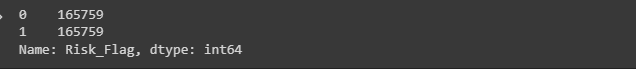 0    165759
1    165759
Name: Risk_Flag, dtype: int64